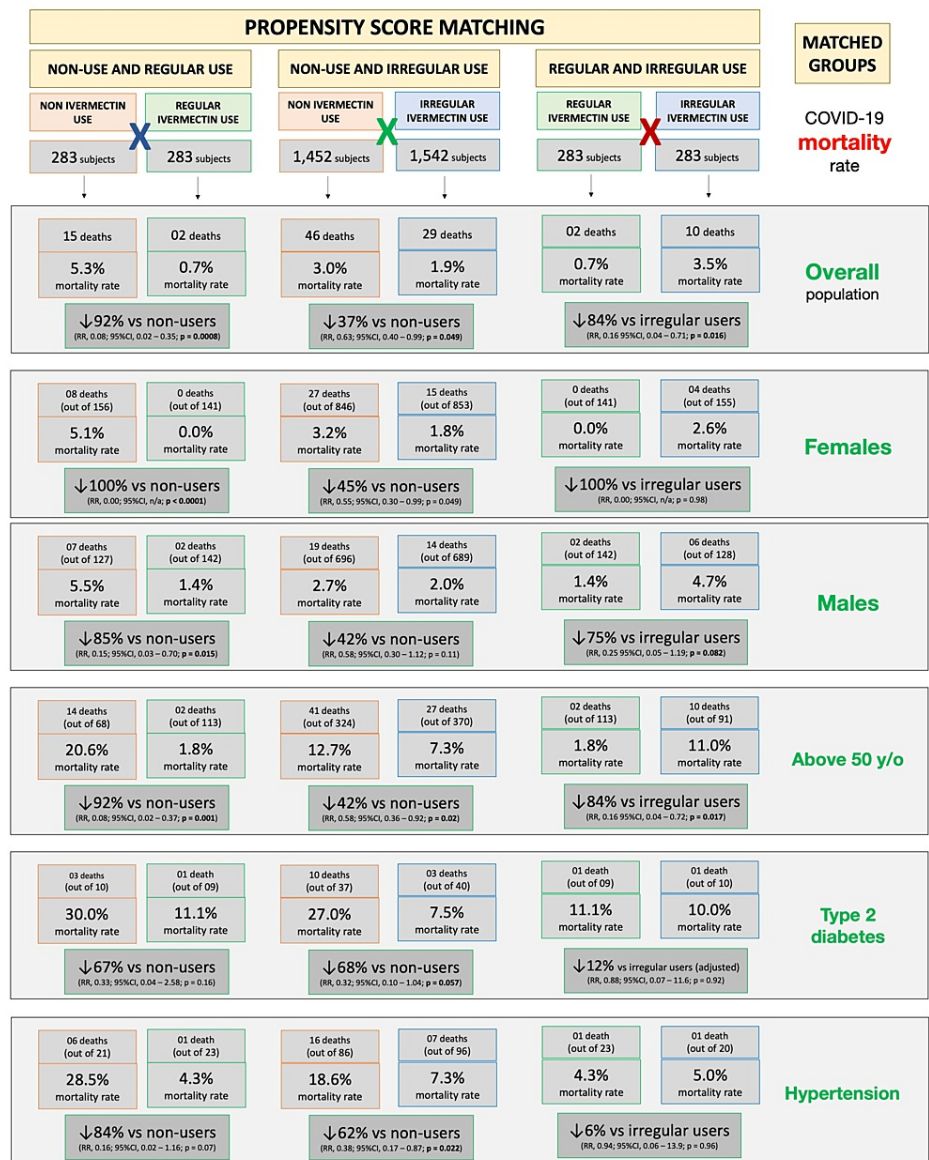 PROPENSITY SCORE MATCHING
MATCHED
GROUPS
NON-USE AND REGULAR USE
NON-USE AND IRREGULAR USE
REGULAR AND IRREGULAR USE
NON IVERMECTIN
USE
REGULAR
IVERMECTIN USE
X
NON IVERMECTIN
USE
IRREGULAR
IVERMECTIN USE
X
REGULAR
IVERMECTIN USE
IRREGULAR
IVERMECTIN USE
X
283 subjects
283 subjects
1,452 subjects
1,542 subjects
283 subjects
283 subjects
COVID-19
mortality
rate
15 deaths
02 deaths
46 deaths
29 deaths
02 deaths
10 deaths
5.3%
mortality rate
0.7%
mortality rate
3.0%
mortality rate
1.9%
mortality rate
0.7%
mortality rate
3.5%
mortality rate
↓92% vs non-users
(RR, 0.08; 95%CI, 0.02 – 0.35; p = 0.0008)
↓37% vs non-users
(RR, 0.63; 95%CI, 0.40 – 0.99; p = 0.049)
↓84% vs irregular users
(RR, 0.16 95%CI, 0.04 – 0.71; p = 0.016)
Overall
population
08 deaths
(out of 156)
0 deaths
(out of 141)
27 deaths
(out of 846)
15 deaths
(out of 853)
0 deaths
(out of 141)
04 deaths
(out of 155)
5.1%
mortality rate
0.0%
mortality rate
3.2%
mortality rate
1.8%
mortality rate
0.0%
mortality rate
2.6%
mortality rate
↓100% vs non-users
(RR, 0.00; 95%CI, n/a; p < 0.0001)
↓45% vs non-users
(RR, 0.55; 95%CI, 0.30 – 0.99; p = 0.049)
↓100% vs irregular users
(RR, 0.00; 95%CI, n/a; p = 0.98)
Females
07 deaths
(out of 127)
02 deaths
(out of 142)
19 deaths
(out of 696)
14 deaths
(out of 689)
02 deaths
(out of 142)
06 deaths
(out of 128)
5.5%
mortality rate
1.4%
mortality rate
2.7%
mortality rate
2.0%
mortality rate
1.4%
mortality rate
4.7%
mortality rate
↓85% vs non-users
(RR, 0.15; 95%CI, 0.03 – 0.70; p = 0.015)
↓42% vs non-users
(RR, 0.58; 95%CI, 0.30 – 1.12; p = 0.11)
↓75% vs irregular users
(RR, 0.25 95%CI, 0.05 – 1.19; p = 0.082)
Males
14 deaths
(out of 68)
02 deaths
(out of 113)
41 deaths
(out of 324)
27 deaths
(out of 370)
02 deaths
(out of 113)
10 deaths
(out of 91)
20.6%
mortality rate
1.8%
mortality rate
12.7%
mortality rate
7.3%
mortality rate
1.8%
mortality rate
11.0%
mortality rate
↓92% vs non-users
(RR, 0.08; 95%CI, 0.02 – 0.37; p = 0.001)
↓42% vs non-users
(RR, 0.58; 95%CI, 0.36 – 0.92; p = 0.02)
↓84% vs irregular users
(RR, 0.16 95%CI, 0.04 – 0.72; p = 0.017)
Above 50 y/o
03 deaths
(out of 10)
01 death
(out of 09)
10 deaths
(out of 37)
03 deaths
(out of 40)
01 death
(out of 09)
01 death
(out of 10)
30.0%
mortality rate
11.1%
mortality rate
27.0%
mortality rate
7.5%
mortality rate
11.1%
mortality rate
10.0%
mortality rate
↓67% vs non-users
(RR, 0.33; 95%CI, 0.04 – 2.58; p = 0.16)
↓68% vs non-users
(RR, 0.32; 95%CI, 0.10 – 1.04; p = 0.057)
↓12% vs irregular users (adjusted)
(RR, 0.88; 95%CI, 0.07 – 11.6; p = 0.92)
Type 2
diabetes
06 deaths
(out of 21)
01 death
(out of 23)
16 deaths
(out of 86)
07 deaths
(out of 96)
01 death
(out of 23)
01 death
(out of 20)
28.5%
mortality rate
4.3%
mortality rate
18.6%
mortality rate
7.3%
mortality rate
4.3%
mortality rate
5.0%
mortality rate
↓84% vs non-users
(RR, 0.16; 95%CI, 0.02 – 1.16; p = 0.07)
↓62% vs non-users
(RR, 0.38; 95%CI, 0.17 – 0.87; p = 0.022)
↓6% vs irregular users
(RR, 0.94; 95%CI, 0.06 – 13.9; p = 0.96)
Hypertension